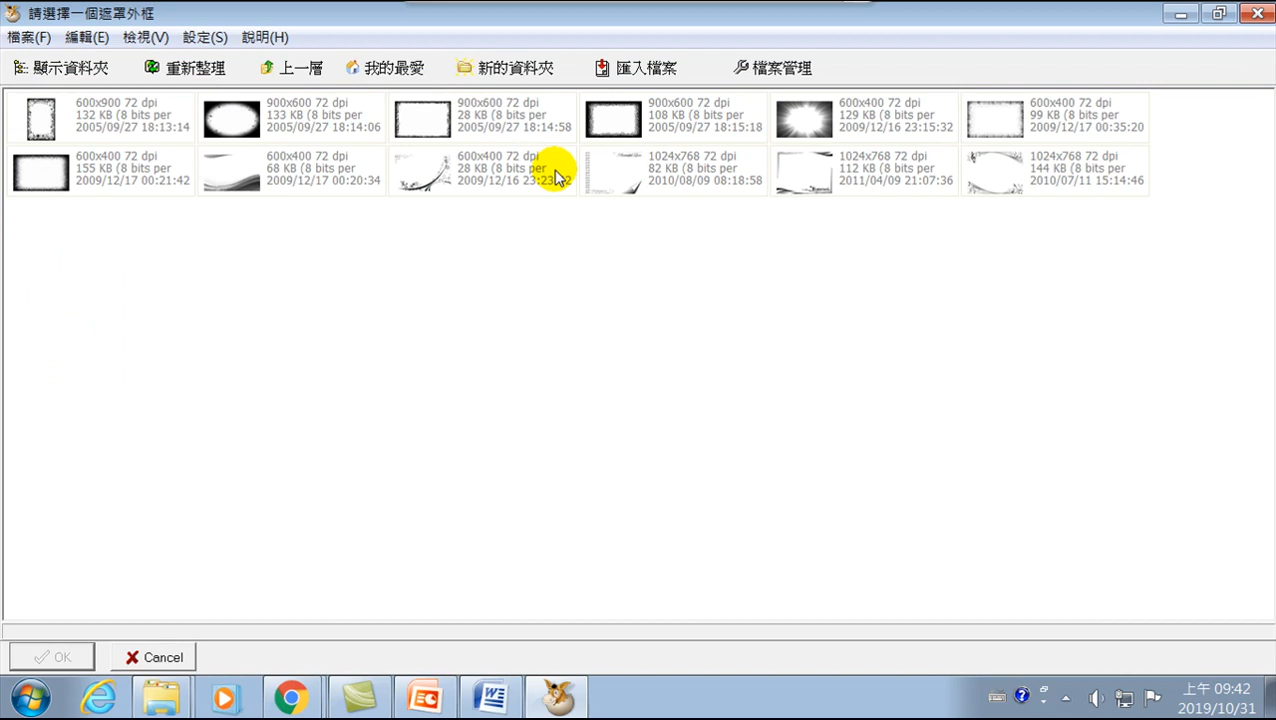 請選擇一個遮罩外框
檔案(F) 編輯(E) 檢視(V) 設定(S) 說明(H)
顯示資料夾 重新整理 上一層 我的最愛 新的資料夾 匯入檔案 檔案管理
600x900 72 dpi
132 KB (8 bits per
2005/09/27 18:13:14
900x600 72 dpi
133 KB (8 bits per
2005/09/27 18:14:06
900x600 72 dpi
28 KB (8 bits per
2005/09/27 18:14:58
900x600 72 dpi
108 KB (8 bits per
2005/09/27 18:15:18
600x400 72 dpi
129 KB (8 bits per
2009/12/16 23:15:32
600x400 72 dpi
99 KB (8 bits per
2009/12/17 00:35:20
600x400 72 dpi
155 KB (8 bits per
2009/12/17 00:21:42
600x400 72 dpi
68 KB (8 bits per
2009/12/17 00:20:34
600x400 72 dpi
28 KB (8 bits per
2009/12/16
1024x768 72 dpi
82 KB (8 bits per
2010/08/09 08:18:58
1024x768 72 dpi
112 KB (8 bits per
2011/04/09 21:07:36
1024x768 72 dpi
144 KB (8 bits per
2010/07/11 15:14:46
OK Cancel
上午 09:42
2019/10/31